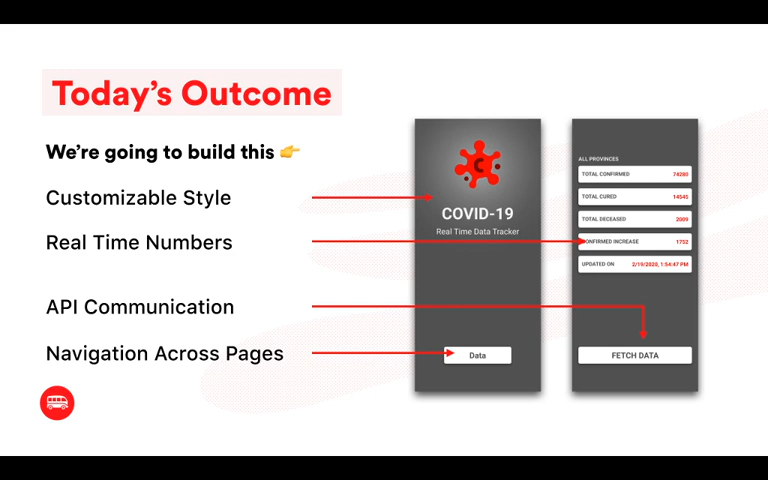 Today's Outcome
We're going to build this 👉
Customizable Style
Real Time Numbers
API Communication
Navigation Across Pages
C
COVID-19
Real Time Data Tracker
Data
ALL PROVINCES
TOTAL CONFIRMED 74280
TOTAL CURED 14545
TOTAL DECEASED 2009
CONFIRMED INCREASE 1752
UPDATED ON 2/19/2020, 1:54:47 PM
FETCH DATA